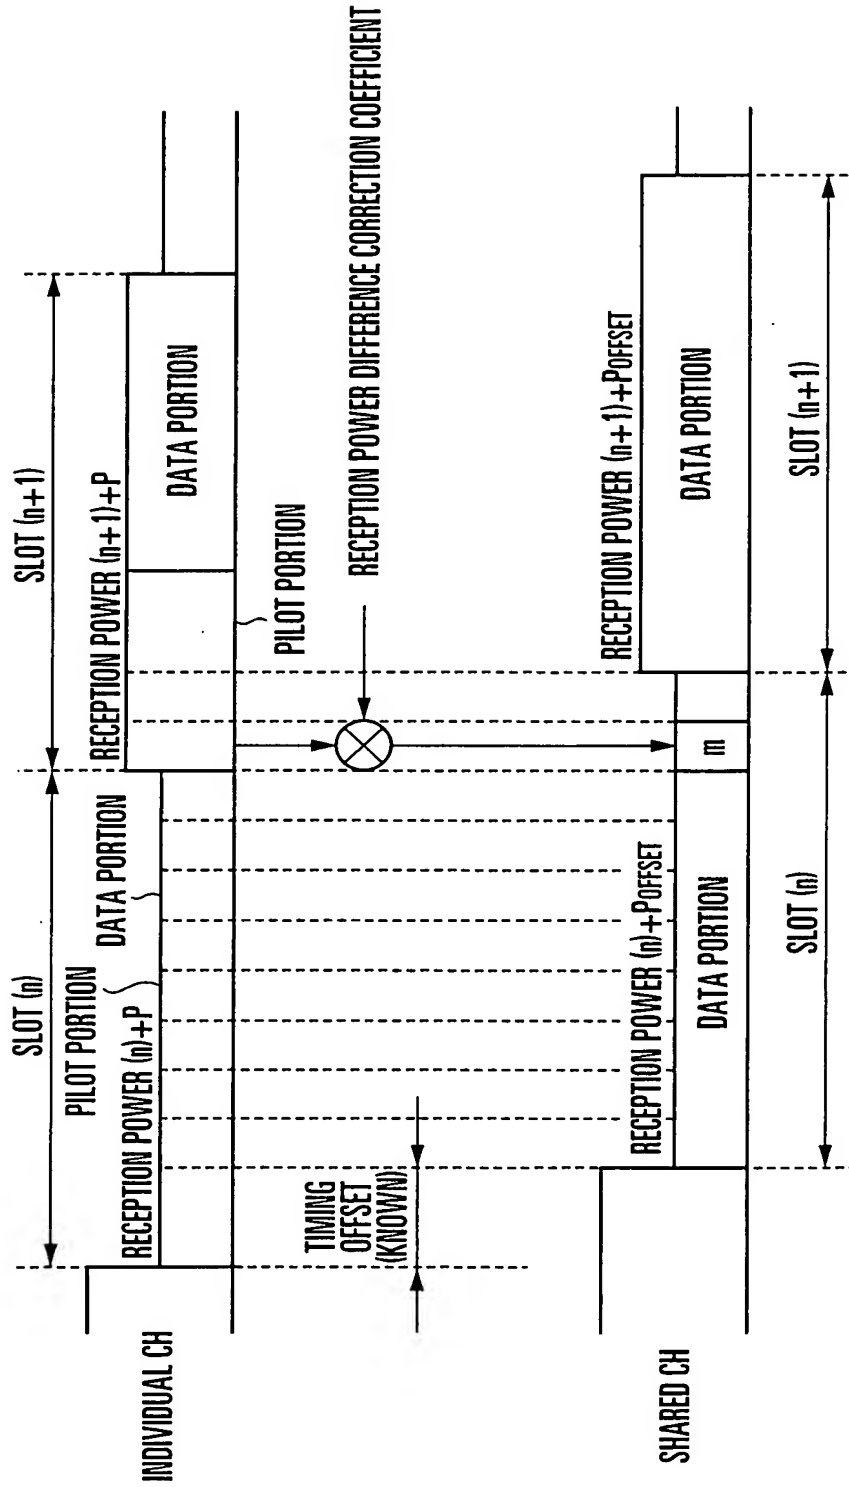 INDIVIDUAL CH
SLOT (n)
SLOT (n+1)
PILOT PORTION
DATA PORTION
RECEPTION POWER (n)+P
RECEPTION POWER (n+1)+P
DATA PORTION
PILOT PORTION
TIMING
OFFSET
(KNOWN)
RECEPTION POWER DIFFERENCE CORRECTION COEFFICIENT
SHARED CH
RECEPTION POWER (n)+POFFSET
RECEPTION POWER (n+1)+POFFSET
DATA PORTION
m
DATA PORTION
SLOT (n)
SLOT (n+1)